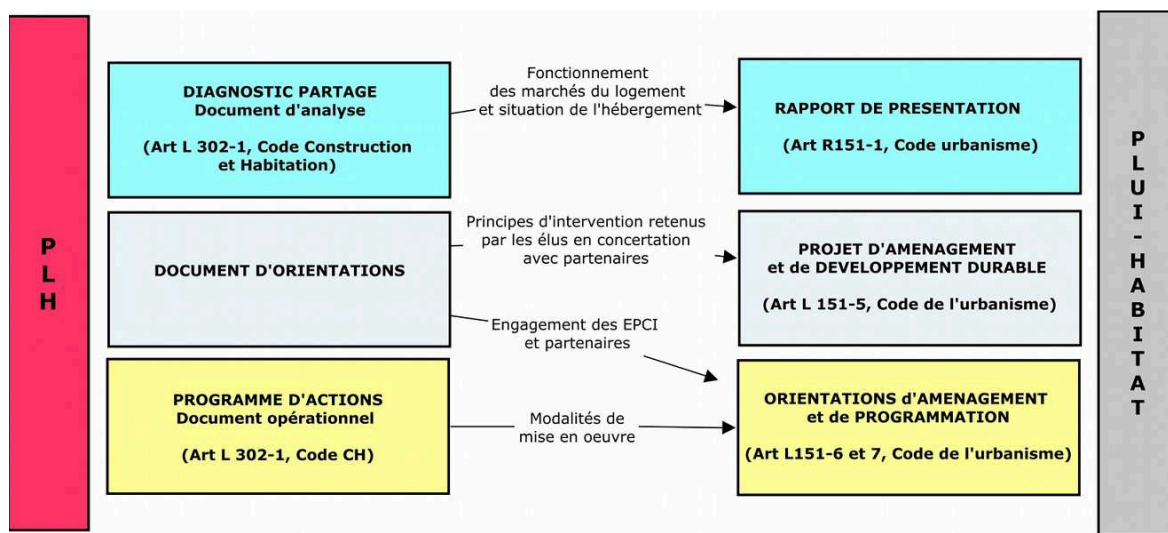 PLH
DIAGNOSTIC PARTAGE
Document d'analyse
(Art L 302-1, Code Construction
et Habitation)
Fonctionnement
des marchés du logement
et situation de l'hébergement
RAPPORT DE PRESENTATION
(Art R151-1, Code urbanisme)
DOCUMENT D'ORIENTATIONS
Principes d'intervention retenus
par les élus en concertation
avec partenaires
PROJET D'AMENAGEMENT
et de DEVELOPPEMENT DURABLE
(Art L 151-5, Code de l'urbanisme)
Engagement des EPCI
et partenaires
PROGRAMME D'ACTIONS
Document opérationnel
(Art L 302-1, Code CH)
Modalités de
mise en oeuvre
ORIENTATIONS d'AMENAGEMENT
et de PROGRAMMATION
(Art L151-6 et 7, Code de l'urbanisme)
PLUI-HABITAT